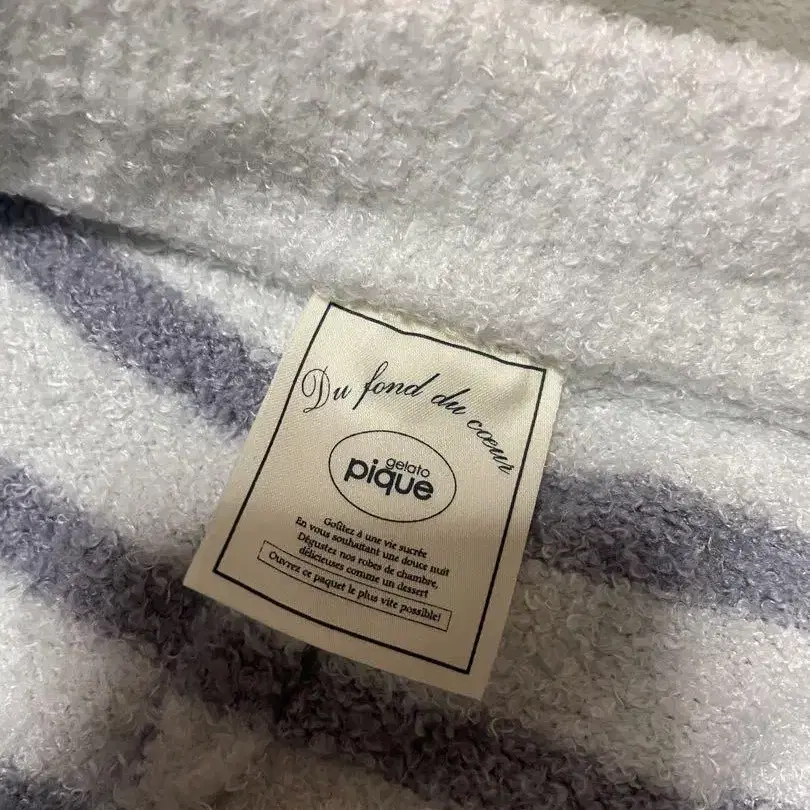 Du fond du cœur
gelato
pique
Goûtez à une vie sucrée
En vous souhaitant une douce nuit
Dégustez nos robes de chambre,
délicieuses comme un dessert
Ouvrez ce paquet le plus vite possible!